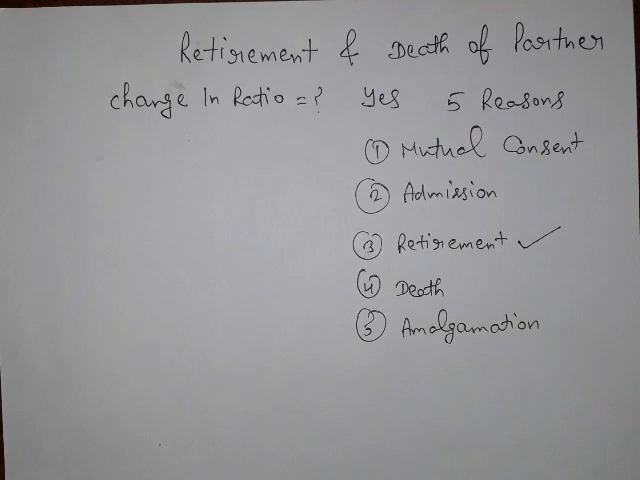 Retirement & Death of Partner
change In Ratio = ? Yes 5 Reasons
① Mutual Consent
② Admission
③ Retirement ✓
④ Death
⑤ Amalgamation